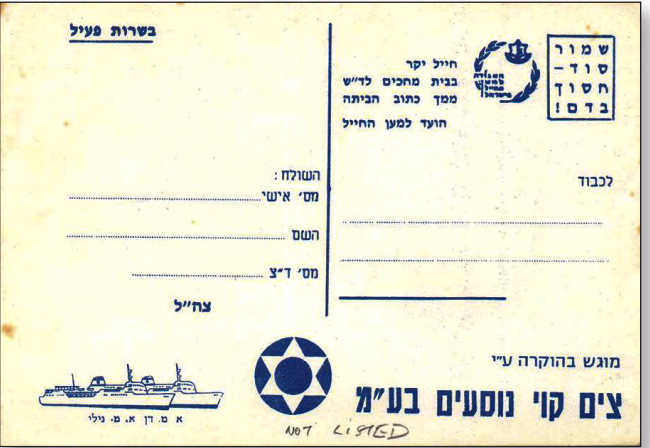 שמור
סוד -
חסוך
בדם!
חייל יקר
בבית מחכים לד"ש
ממך כתוב הביתה
הועד למען החייל
בשרות פעיל
לכבוד
השולח:
מס' אישי
השם
מס' ד"צ
צה"ל
מוגש בהוקרה ע"י
צים קוי נוסעים בע"מ
א. מ. דן א. מ. נילי
NOT LISTED